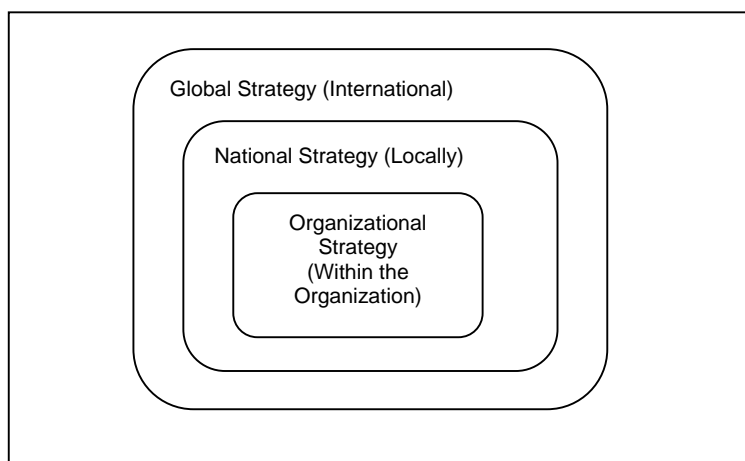 Global Strategy (International)
National Strategy (Locally)
Organizational
Strategy
(Within the
Organization)